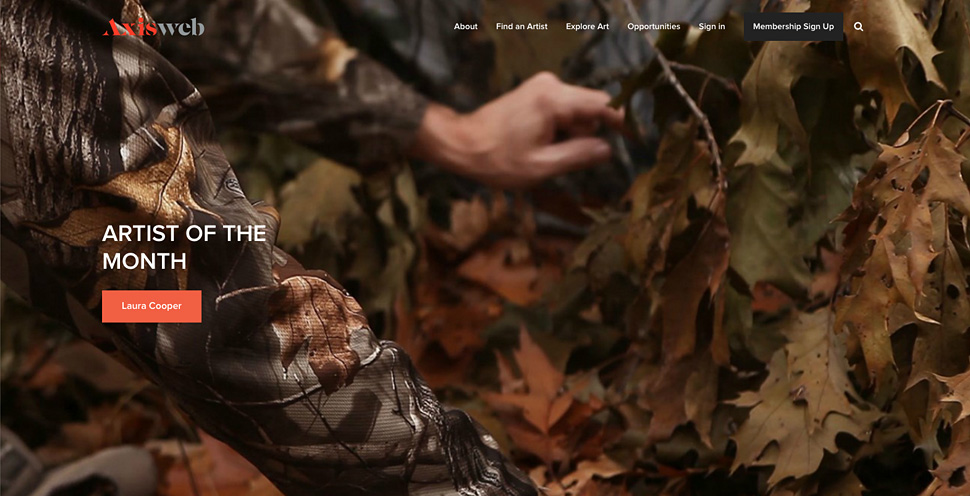 Axisweb
About Find an Artist Explore Art Opportunities Sign in Membership Sign Up
ARTIST OF THE
MONTH
Laura Cooper